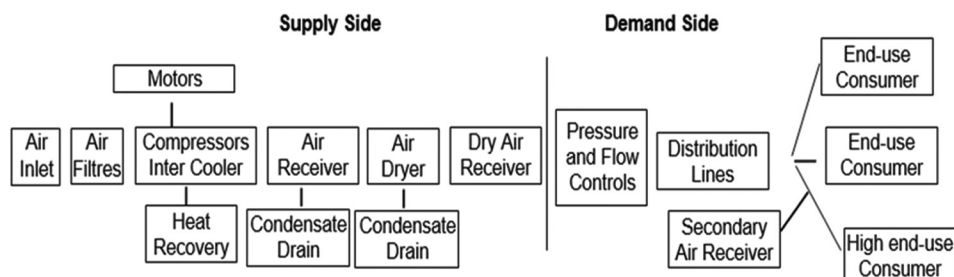 Supply Side
Demand Side
Motors
Air
Inlet
Air
Filtres
Compressors
Inter Cooler
Air
Receiver
Air
Dryer
Dry Air
Receiver
Heat
Recovery
Condensate
Drain
Condensate
Drain
Pressure
and Flow
Controls
Distribution
Lines
Secondary
Air Receiver
End-use
Consumer
End-use
Consumer
High end-use
Consumer